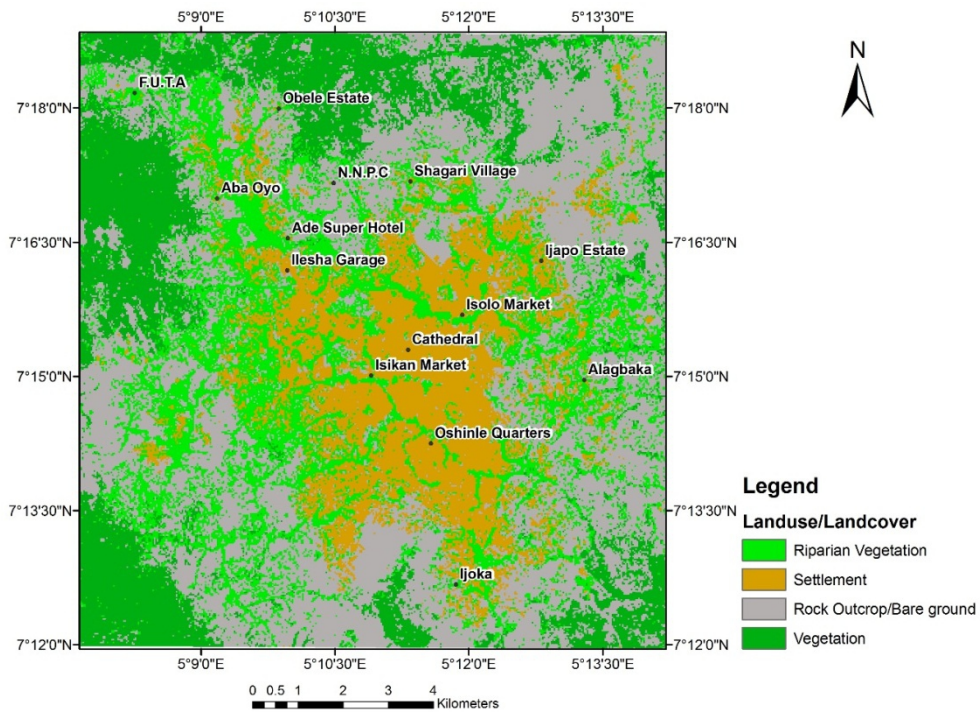 5°9'0"E 5°10'30"E 5°12'0"E 5°13'30"E
N
F.U.T.A
7°18'0"N 7°18'0"N
Obele Estate
N.N.P.C
Shagari Village
Aba Oyo
Ade Super Hotel
7°16'30"N 7°16'30"N
Ijapo Estate
Ilesha Garage
Isolo Market
Cathedral
Isikan Market
Alagbaka
7°15'0"N 7°15'0"N
Oshinle Quarters
7°13'30"N 7°13'30"N
Ijoka
7°12'0"N 7°12'0"N
5°9'0"E 5°10'30"E 5°12'0"E 5°13'30"E
0 0.5 1 2 3 4
Kilometers
Legend
Landuse/Landcover
Riparian Vegetation
Settlement
Rock Outcrop/Bare ground
Vegetation